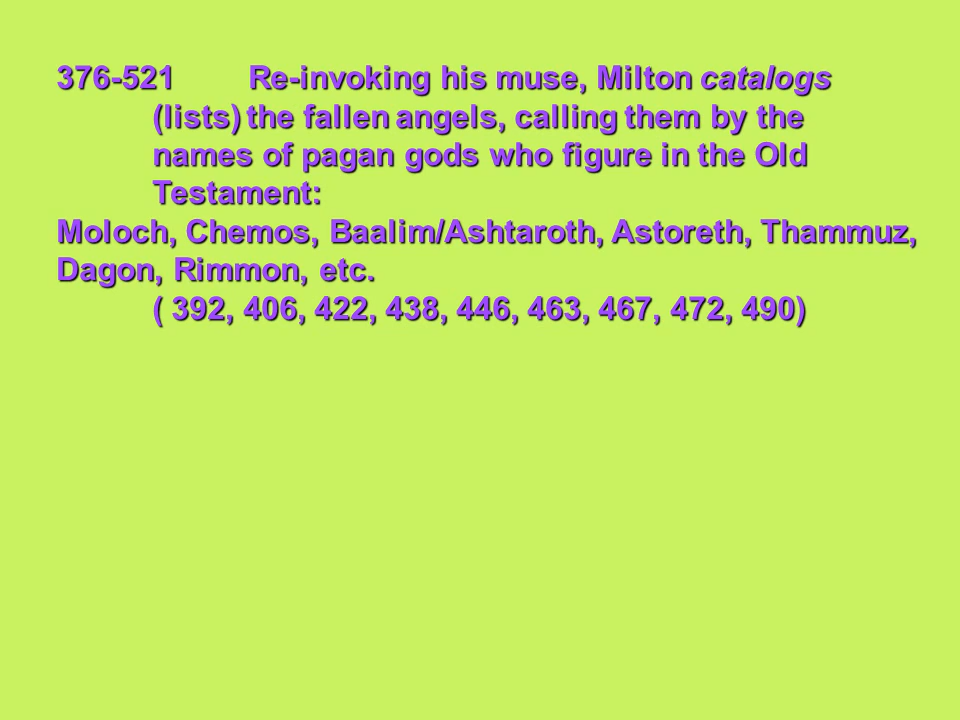 376-521 Re-invoking his muse, Milton catalogs
(lists) the fallen angels, calling them by the
names of pagan gods who figure in the Old
Testament:
Moloch, Chemos, Baalim/Ashtaroth, Astoreth, Thammuz,
Dagon, Rimmon, etc.
( 392, 406, 422, 438, 446, 463, 467, 472, 490)